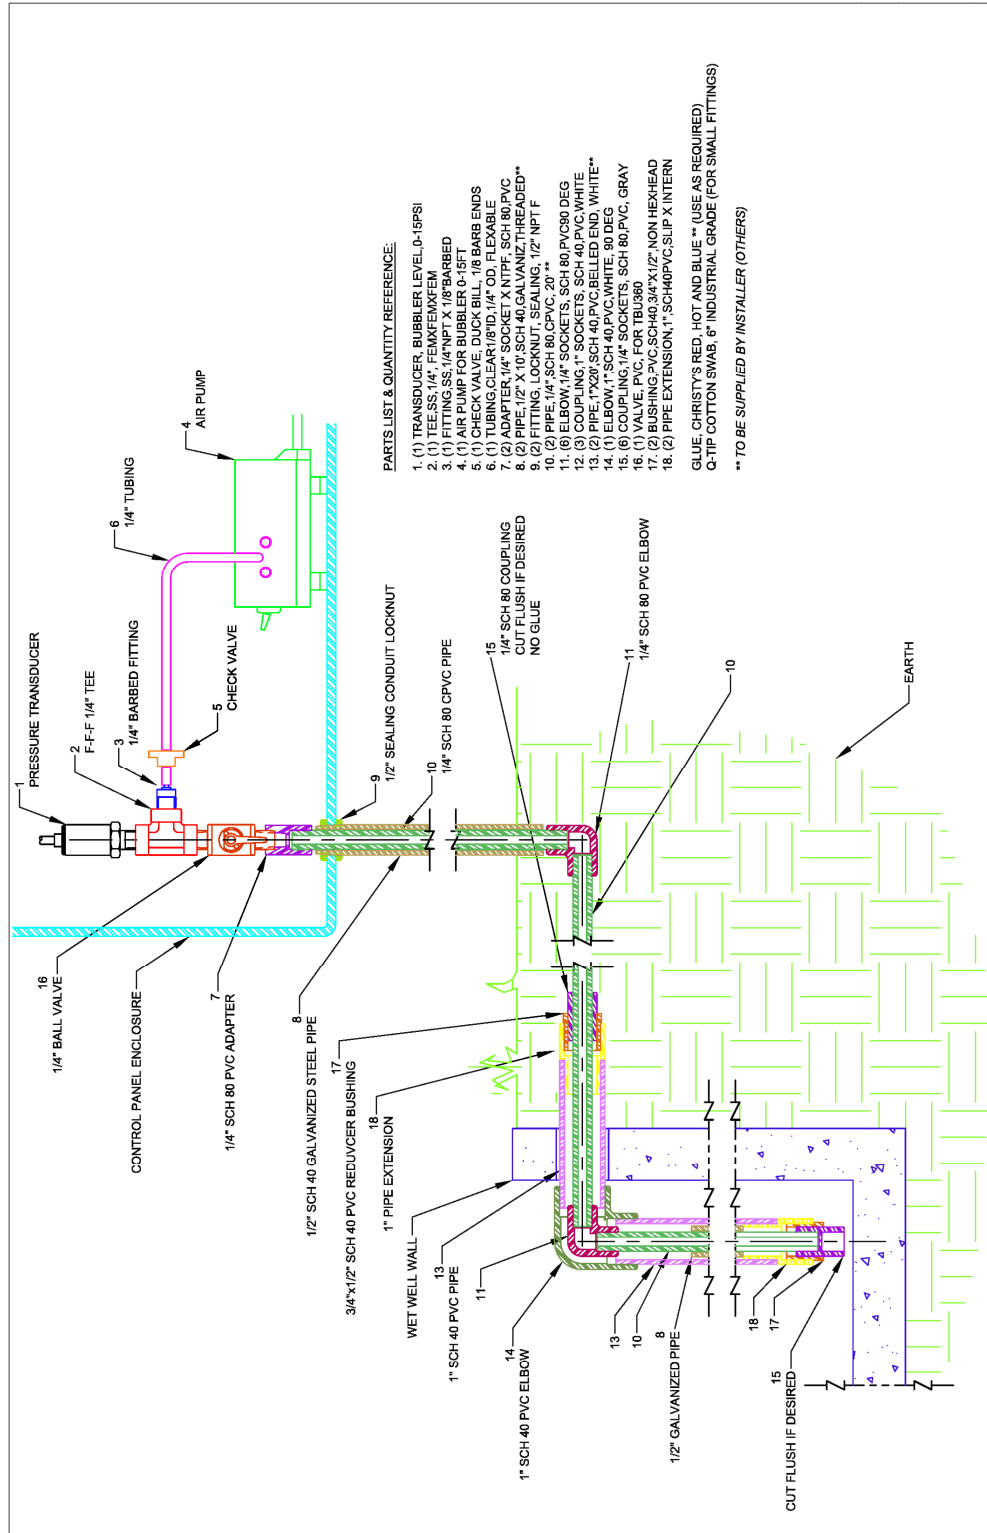 1
PRESSURE TRANSDUCER
2
F-F-F 1/4" TEE
3
1/4" BARBED FITTING
5
CHECK VALVE
6
1/4" TUBING
4
AIR PUMP
16
1/4" BALL VALVE
CONTROL PANEL ENCLOSURE
7
1/4" SCH 80 PVC ADAPTER
8
1/2" SCH 40 GALVANIZED STEEL PIPE
9
1/2" SEALING CONDUIT LOCKNUT
10
1/4" SCH 80 CPVC PIPE
17
3/4"x1/2" SCH 40 PVC REDUVCER BUSHING
18
1" PIPE EXTENSION
WET WELL WALL
13
1" SCH 40 PVC PIPE
11
14
1" SCH 40 PVC ELBOW
13
10
8
1/2" GALVANIZED PIPE
18
17
15
CUT FLUSH IF DESIRED
15
1/4" SCH 80 COUPLING
CUT FLUSH IF DESIRED
NO GLUE
11
1/4" SCH 80 PVC ELBOW
10
EARTH
PARTS LIST & QUANTITY REFERENCE:
1. (1) TRANSDUCER, BUBBLER LEVEL,0-15PSI
2. (1) TEE,SS,1/4", FEMXFEMXFEM
3. (1) FITTING,SS,1/4"NPT X 1/8"BARBED
4. (1) AIR PUMP FOR BUBBLER 0-15FT
5. (1) CHECK VALVE, DUCK BILL, 1/8 BARB ENDS
6. (1) TUBING,CLEAR1/8"ID,1/4" OD, FLEXABLE
7. (2) ADAPTER,1/4" SOCKET X NTPF, SCH 80,PVC
8. (2) PIPE,1/2" X 10',SCH 40,GALVANIZ,THREADED**
9. (2) FITTING, LOCKNUT, SEALING, 1/2" NPT F
10. (2) PIPE,1/4",SCH 80,CPVC, 20' **
11. (6) ELBOW,1/4" SOCKETS, SCH 80,PVC90 DEG
12. (3) COUPLING,1" SOCKETS, SCH 40,PVC,WHITE
13. (2) PIPE,1"X20',SCH 40,PVC,BELLED END, WHITE**
14. (1) ELBOW,1",SCH 40,PVC,WHITE, 90 DEG
15. (6) COUPLING,1/4" SOCKETS, SCH 80,PVC, GRAY
16. (1) VALVE, PVC, FOR TBU360
17. (2) BUSHING,PVC,SCH40,3/4"X1/2",NON HEXHEAD
18. (2) PIPE EXTENSION,1",SCH40PVC,SLIP X INTERN
GLUE, CHRISTY'S RED, HOT AND BLUE ** (USE AS REQUIRED)
Q-TIP COTTON SWAB, 6" INDUSTRIAL GRADE (FOR SMALL FITTINGS)
** TO BE SUPPLIED BY INSTALLER (OTHERS)